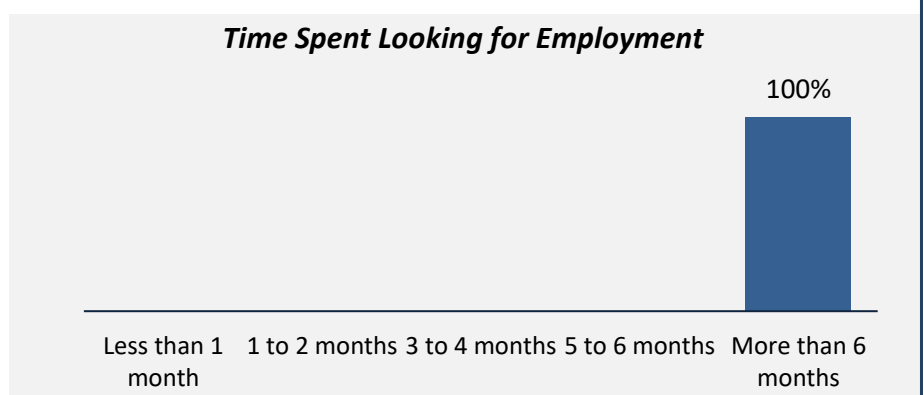 Time Spent Looking for Employment
100%
Less than 1 month
1 to 2 months
3 to 4 months
5 to 6 months
More than 6 months